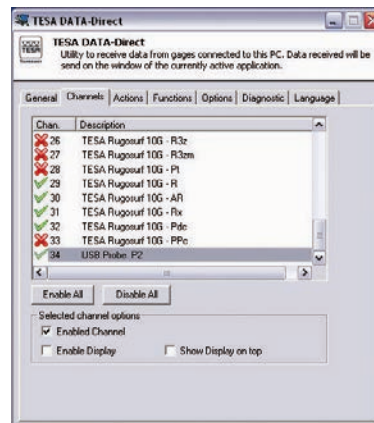 TESA DATA-Direct
TESA DATA-Direct
Utility to receive data from gages connected to this PC. Data received will be
send on the window of the currently active application.
General Channels Actions Functions Options Diagnostic Language
Chan. Description
26 TESA Rugosurf 10G - R3z
27 TESA Rugosurf 10G - R3zm
28 TESA Rugosurf 10G - Pt
29 TESA Rugosurf 10G - R
30 TESA Rugosurf 10G - AR
31 TESA Rugosurf 10G - Rx
32 TESA Rugosurf 10G - Pdc
33 TESA Rugosurf 10G - PPc
34 USB Probe. P2
Enable All Disable All
Selected channel options
Enabled Channel
Enable Display Show Display on top